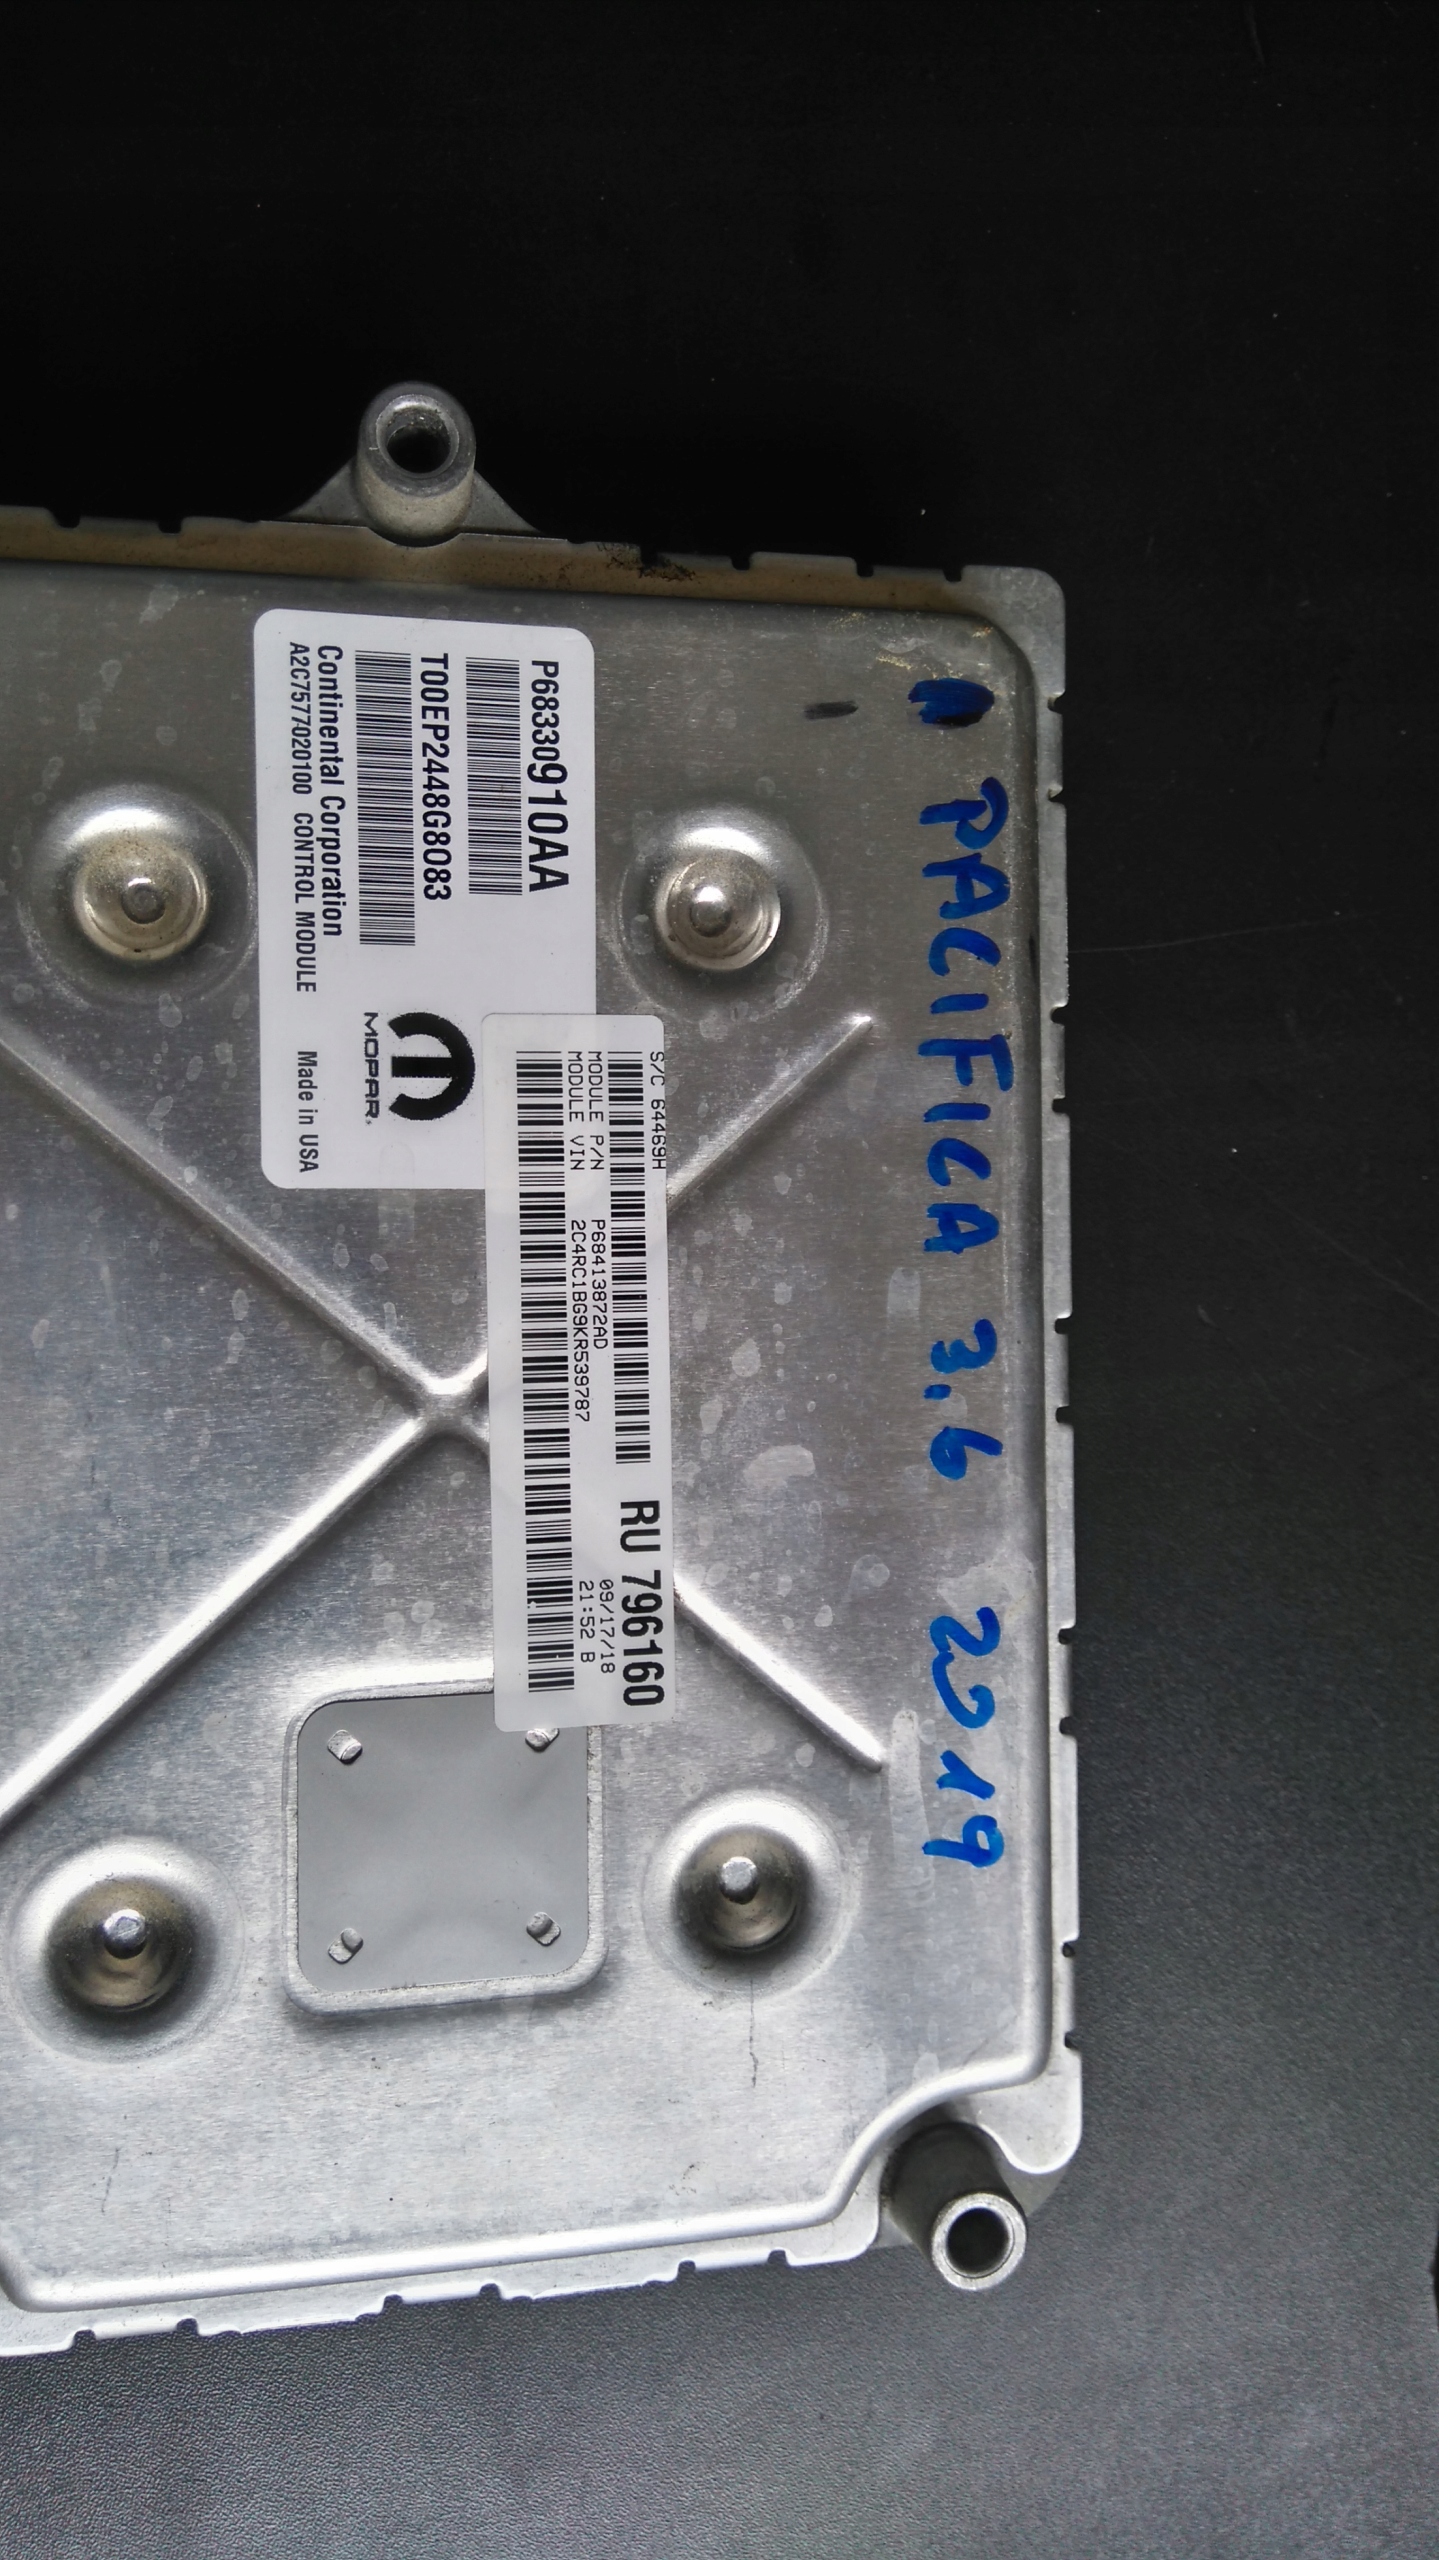 P68330910AA
T00EP2448G8083
Continental Corporation
A2C7577020100 CONTROL MODULE Made in USA
MOPAR.
S/C 64469H
RU 796160
MODULE P/N P68413872AD 09/17/18
MODULE VIN 2C4RC1BG9KR539787 21:52 B
PACIFICA 3,6 2019